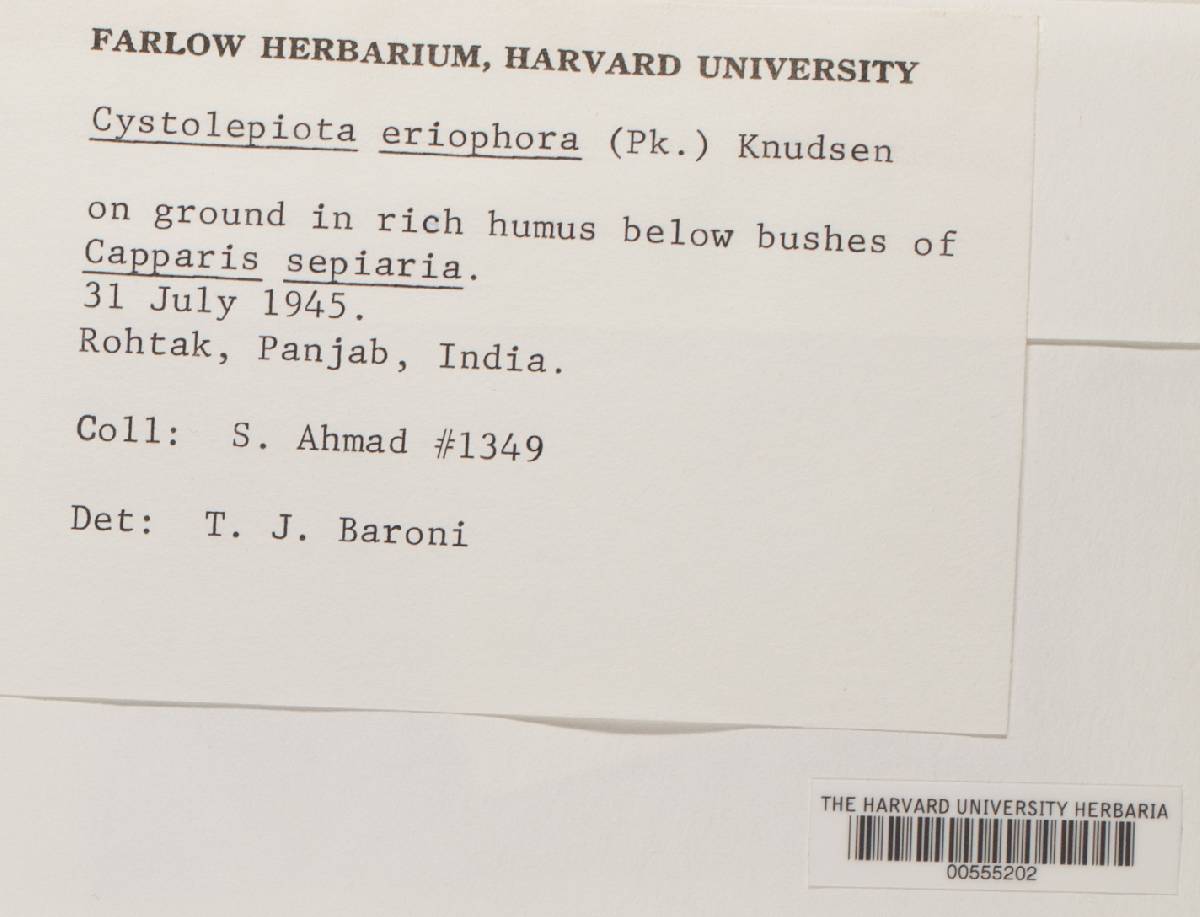 FARLOW HERBARIUM, HARVARD UNIVERSITY
Cystolepiota eriophora (Pk.) Knudsen
on ground in rich humus below bushes of
Capparis sepiaria.
31 July 1945.
Rohtak, Panjab, India.
Coll: S. Ahmad #1349
Det: T. J. Baroni
THE HARVARD UNIVERSITY HERBARIA
00555202